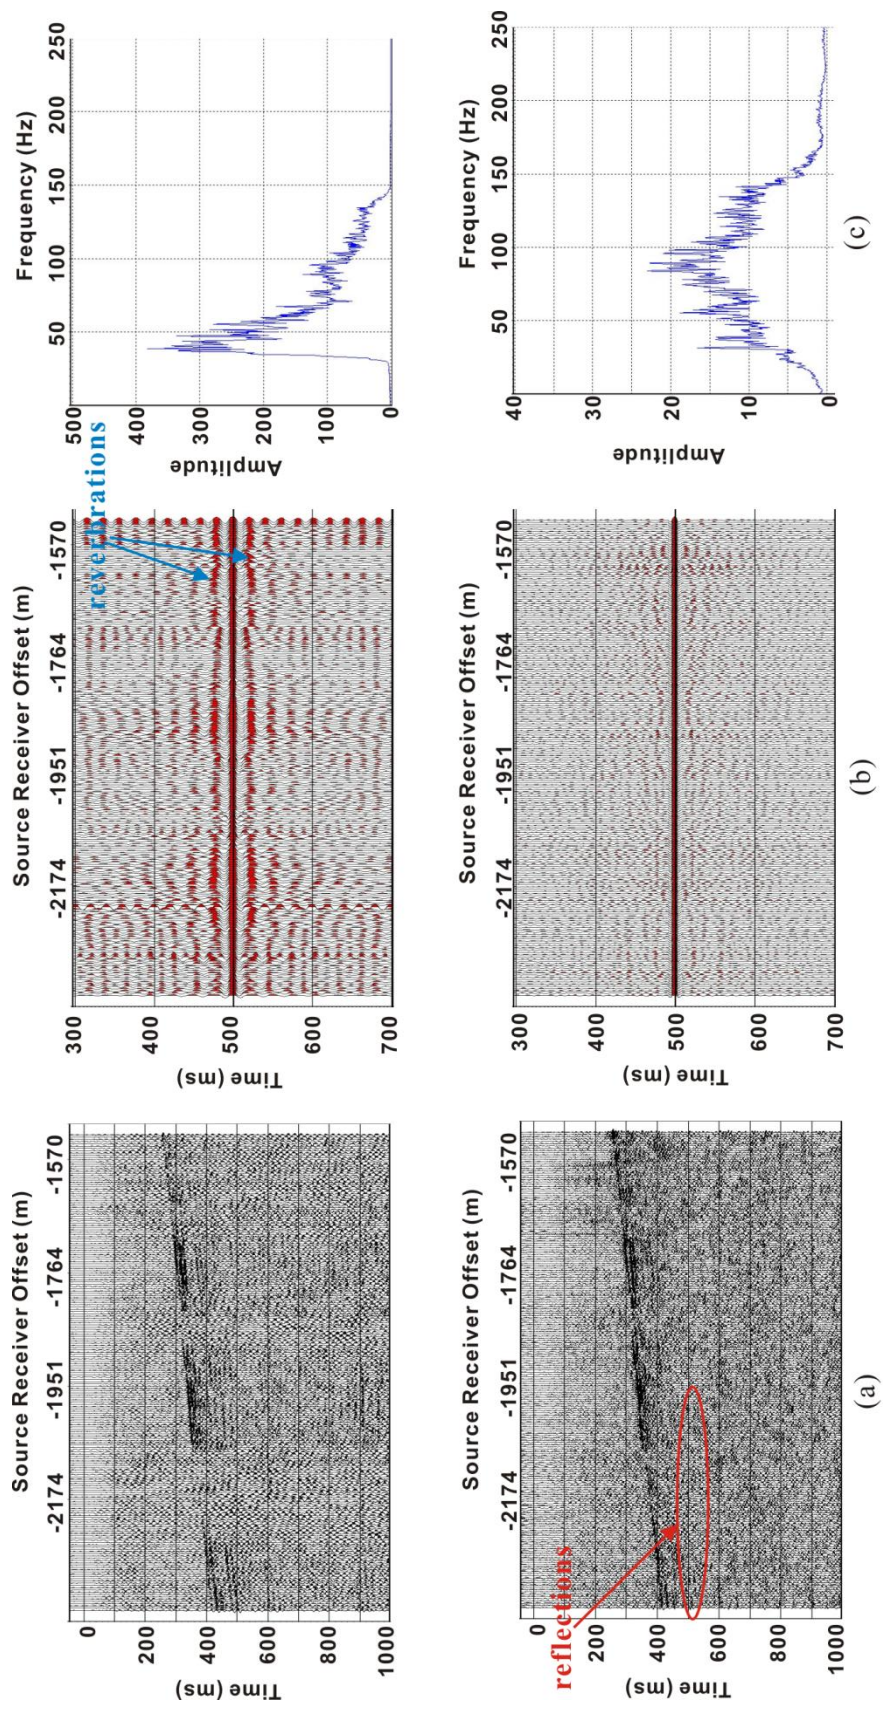 Source Receiver Offset (m)
-2174 -1951 -1764 -1570
Time (ms)
0
200
400
600
800
1000
Source Receiver Offset (m)
-2174 -1951 -1764 -1570
Time (ms)
300
400
500
600
700
reverbrations
Frequency (Hz)
50 100 150 200 250
Amplitude
500
400
300
200
100
0
Source Receiver Offset (m)
-2174 -1951 -1764 -1570
Time (ms)
0
200
400
600
800
1000
reflections
(a)
Source Receiver Offset (m)
-2174 -1951 -1764 -1570
Time (ms)
300
400
500
600
700
(b)
Frequency (Hz)
50 100 150 200 250
Amplitude
40
30
20
10
0
(c)